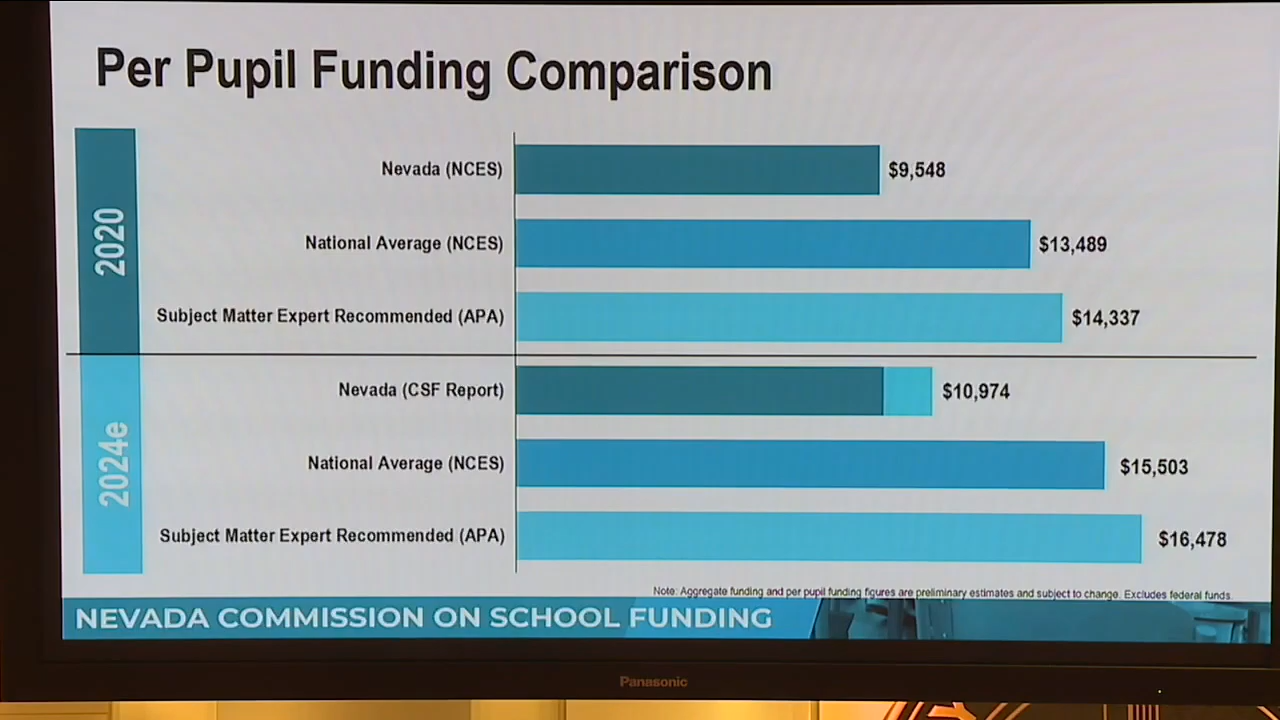 Per Pupil Funding Comparison
2020
Nevada (NCES)
$9,548
National Average (NCES)
$13,489
Subject Matter Expert Recommended (APA)
$14,337
2024e
Nevada (CSF Report)
$10,974
National Average (NCES)
$15,503
Subject Matter Expert Recommended (APA)
$16,478
Note: Aggregate funding and per pupil funding figures are preliminary estimates and subject to change. Excludes federal funds.
NEVADA COMMISSION ON SCHOOL FUNDING
Panasonic